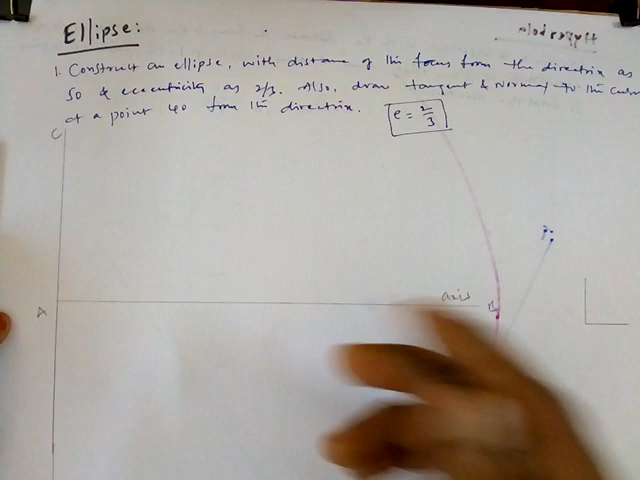 Ellipse:
Hyperbola
1. Construct an ellipse, with distance of the focus from the directrix as
50 & eccentricity as 2/3. Also, draw tangent & Normal to the curve
at a point 40 from the directrix.
e = 2/3
C
P
axis
A